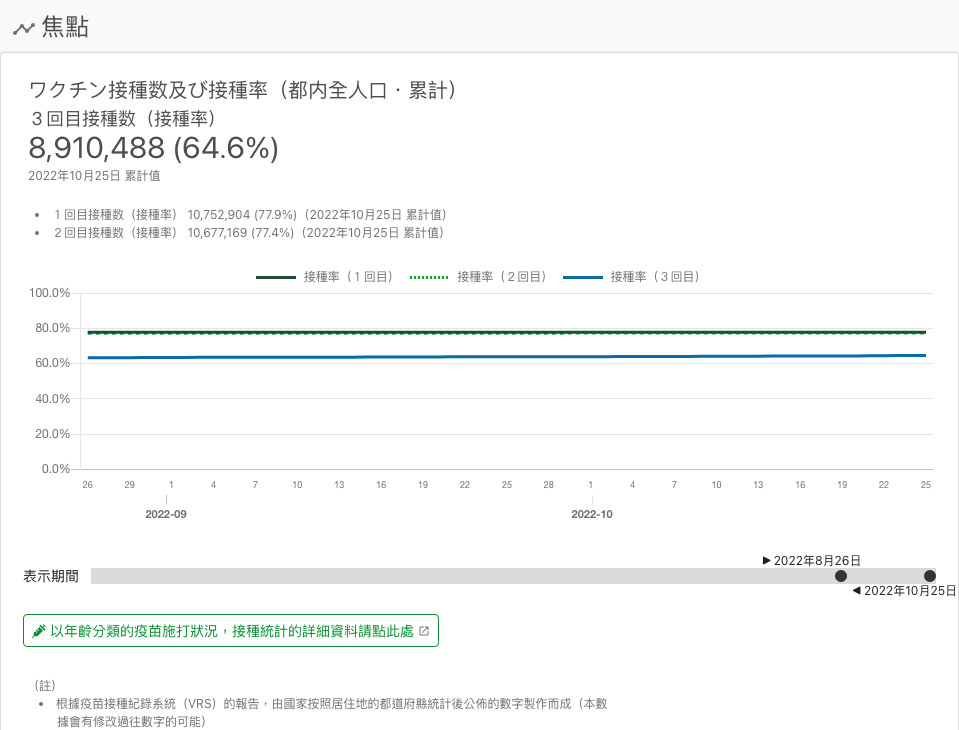 焦點
ワクチン接種数及び接種率（都内全人口・累計）
３回目接種数（接種率）
8,910,488 (64.6%)
2022年10月25日 累計值
• １回目接種数（接種率） 10,752,904 (77.9%)（2022年10月25日 累計值）
• ２回目接種数（接種率） 10,677,169 (77.4%)（2022年10月25日 累計值）
接種率（１回目） 接種率（２回目） 接種率（３回目）
100.0%
80.0%
60.0%
40.0%
20.0%
0.0%
26 29 1 4 7 10 13 16 19 22 25 28 1 4 7 10 13 16 19 22 25
2022-09 2022-10
▶ 2022年8月26日
表示期間
◀ 2022年10月25日
以年齡分類的疫苗施打狀況，接種統計的詳細資料請點此處
（註）
• 根據疫苗接種紀錄系統（VRS）的報告，由國家按照居住地的都道府縣統計後公佈的數字製作而成（本數
據會有修改過往數字的可能）